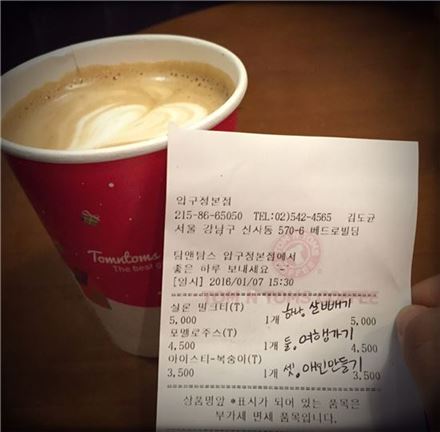 Tomntoms
The best
압구정본점
215-86-65050 TEL:02)542-4565 김도균
서울 강남구 신사동 570-6 베드로빌딩
탐앤탐스 압구정본점에서
좋은 하루 보내세요 ~
[일시] 2016/01/07 15:30
실론 밀크티(T) 하나, 살빼기
5,000 1개 5,000
포멜로주스(T) 둘, 여행가기
4,500 1개 4,500
아이스티-복숭아(T) 셋, 애인만들기
3,500 1개 3,500
상품명앞 *표시가 되어 있는 품목은
부가세 면세 품목입니다.